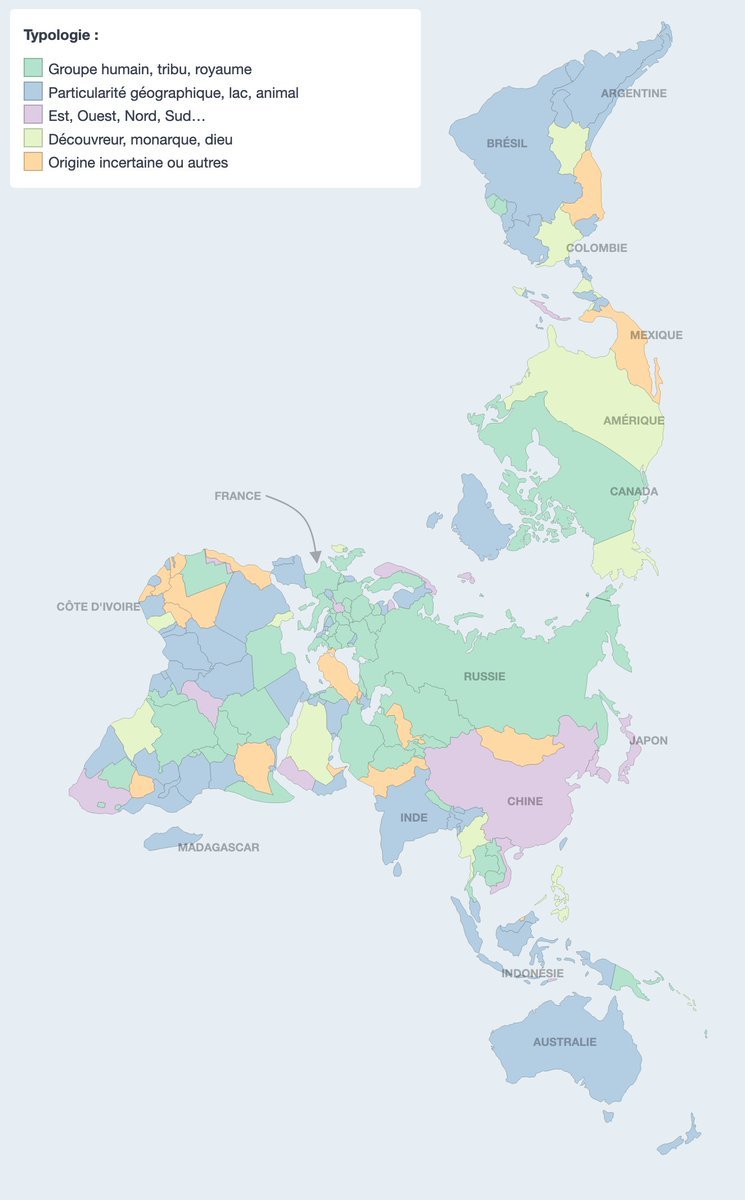 Typologie :
Groupe humain, tribu, royaume
Particularité géographique, lac, animal
Est, Ouest, Nord, Sud…
Découvreur, monarque, dieu
Origine incertaine ou autres
ARGENTINE
BRÉSIL
COLOMBIE
MEXIQUE
AMÉRIQUE
CANADA
FRANCE
CÔTE D'IVOIRE
RUSSIE
JAPON
CHINE
INDE
MADAGASCAR
INDONÉSIE
AUSTRALIE